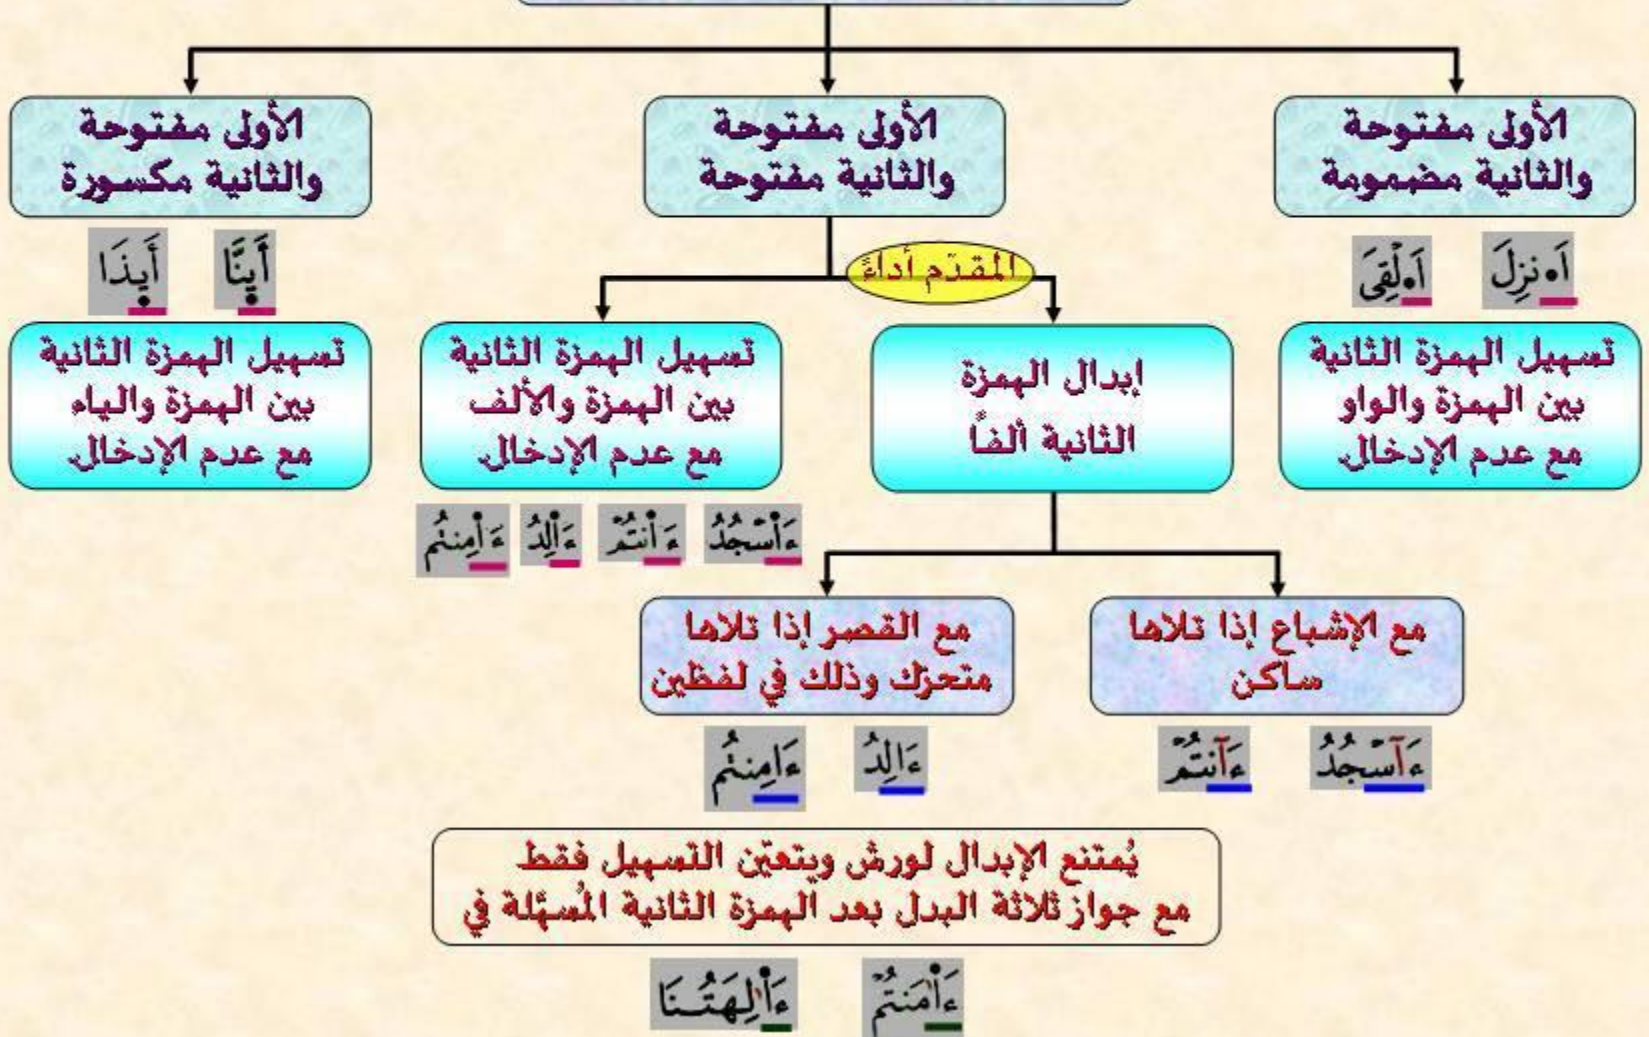 الأولى مفتوحة
والثانية مضمومة
اَ•نزِلَ اَ•لْقِىَ
تسهيل الهمزة الثانية
بين الهمزة والواو
مع عدم الإدخال.
الأولى مفتوحة
والثانية مفتوحة
المقدّم أداءً
إبدال الهمزة
الثانية ألفاً
مع الإشباع إذا تلاها
ساكن
ءَآسْجُدُ ءَآنتُمْ
مع القصر إذا تلاها
متحرّك وذلك في لفظين
ءَالِدُ ءَامِنتُم
تسهيل الهمزة الثانية
بين الهمزة والألف
مع عدم الإدخال.
ءَاٰ۬سْجُدُ ءَا۬نتُمْ ءَا۬لِدُ ءَا۬مِنتُم
الأولى مفتوحة
والثانية مكسورة
أَينَّا أَيذَا
تسهيل الهمزة الثانية
بين الهمزة والياء
مع عدم الإدخال.
يُمتنع الإبدال لورش ويتعيّن التسهيل فقط
مع جواز ثلاثة البدل بعد الهمزة الثانية المُسهَّلة في
ءَا۬مَنتُمْ ءَا۬لِهَتُنَا